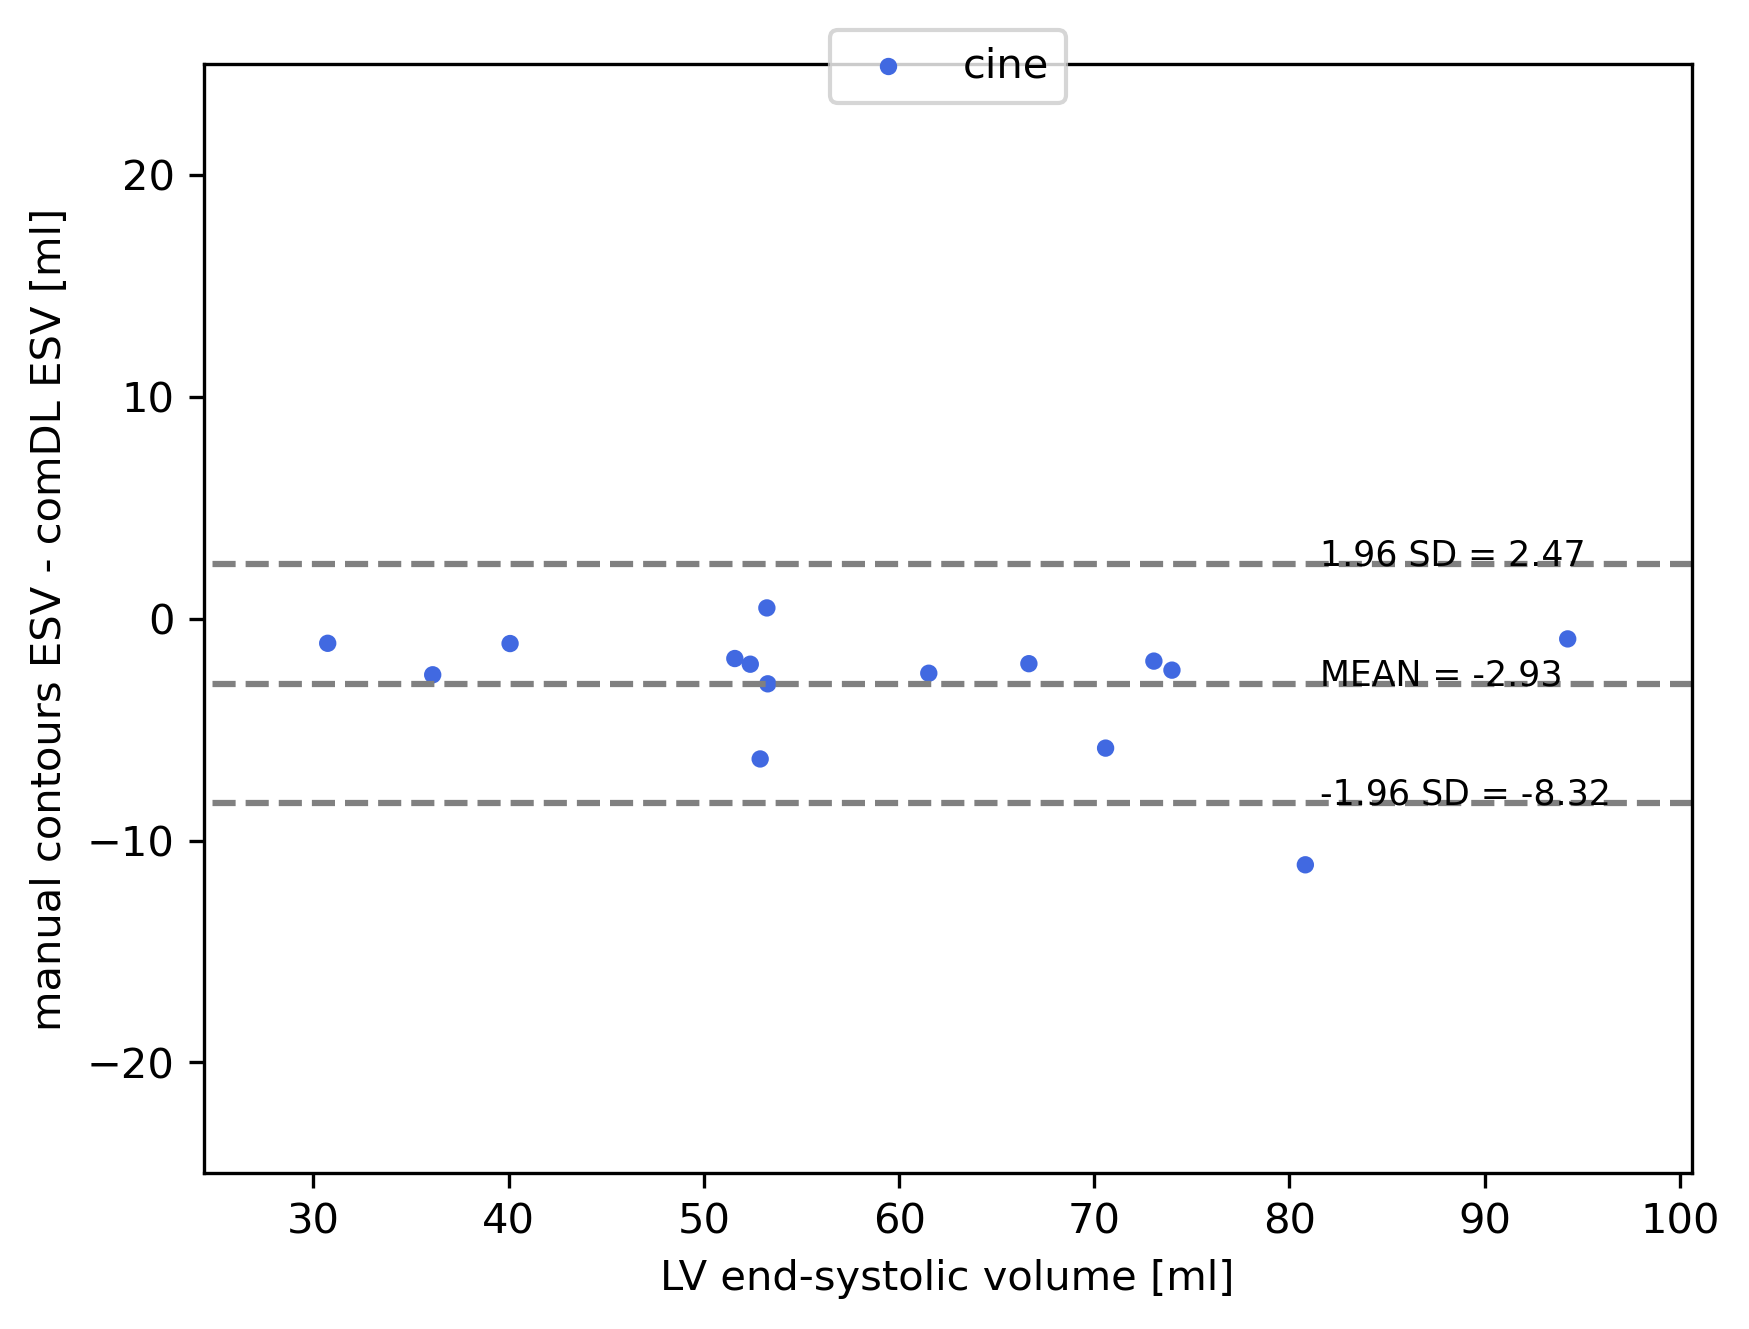 cine
manual contours ESV - comDL ESV [ml]
20
10
0
−10
−20
1.96 SD = 2.47
MEAN = -2.93
-1.96 SD = -8.32
30 40 50 60 70 80 90 100
LV end-systolic volume [ml]